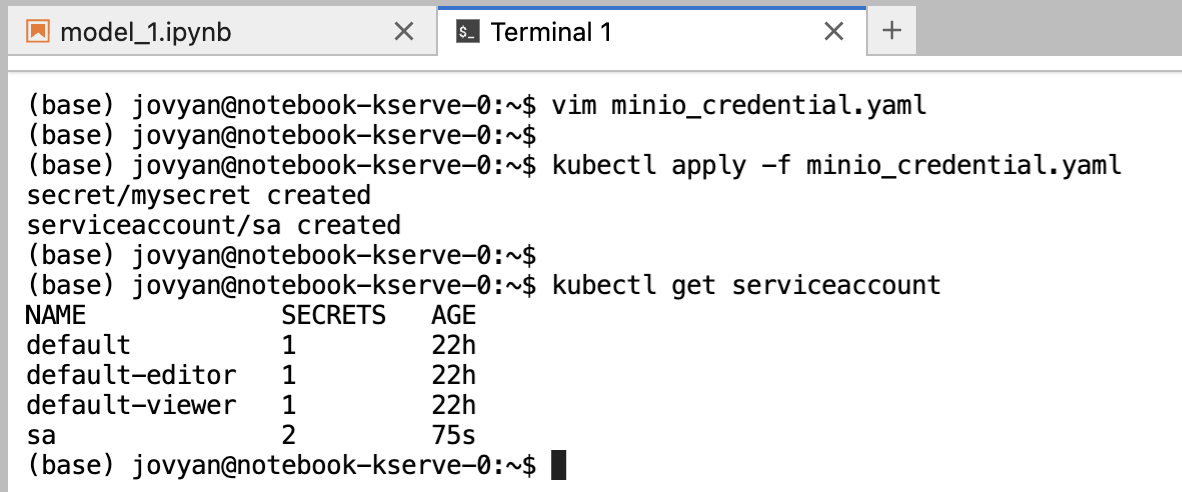 model_1.ipynb
Terminal 1
(base) jovyan@notebook-kserve-0:~$ vim minio_credential.yaml
(base) jovyan@notebook-kserve-0:~$
(base) jovyan@notebook-kserve-0:~$ kubectl apply -f minio_credential.yaml
secret/mysecret created
serviceaccount/sa created
(base) jovyan@notebook-kserve-0:~$
(base) jovyan@notebook-kserve-0:~$ kubectl get serviceaccount
NAME             SECRETS   AGE
default          1         22h
default-editor   1         22h
default-viewer   1         22h
sa               2         75s
(base) jovyan@notebook-kserve-0:~$